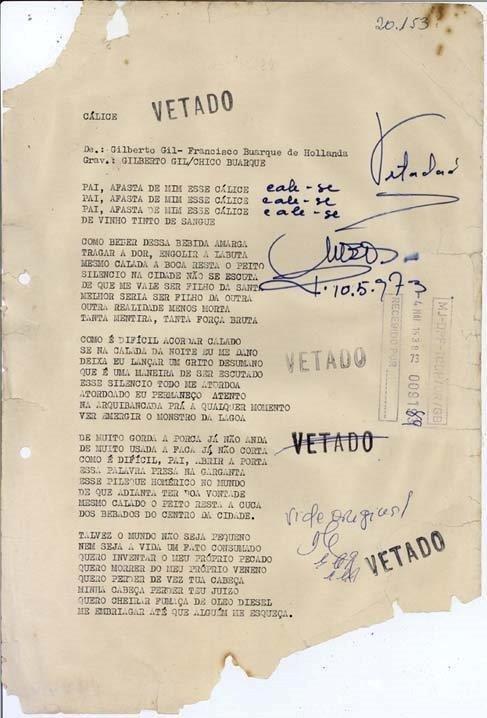 20.153
CÁLICE
VETADO
De.: Gilberto Gil- Francisco Buarque de Hollanda
Grav.: GILBERTO GIL/CHICO BUARQUE
Vetada
PAI, AFASTA DE MIM ESSE CÁLICE cale-se
PAI, AFASTA DE MIM ESSE CÁLICE cale-se
PAI, AFASTA DE MIM ESSE CÁLICE cale-se
DE VINHO TINTO DE SANGUE
COMO BEBER DESSA BEBIDA AMARGA
TRAGAR A DOR, ENGOLIR A LABUTA
MESMO CALADA A BOCA RESTA O PEITO
SILENCIO NA CIDADE NÃO SE ESCUTA
DE QUE ME VALE SER FILHO DA SANTA
MELHOR SERIA SER FILHO DA OUTRA
OUTRA REALIDADE MENOS MORTA
TANTA MENTIRA, TANTA FORÇA BRUTA
10.5.973
COMO É DIFÍCIL ACORDAR CALADO
SE NA CALADA DA NOITE EU ME DANO
DEIXA EU LANÇAR UM GRITO DESUMANO
QUE É UMA MANEIRA DE SER ESCUTADO
ESSE SILENCIO TODO ME ATORDOA
ATORDOADO EU PERMANEÇO ATENTO
NA ARQUIBANCADA PRÁ A QUALQUER MOMENTO
VER EMERGIR O MONSTRO DA LAGOA
VETADO
RECEBIDO POR
DE MUITO GORDA A PORCA JÁ NÃO ANDA
DE MUITO USADA A FACA JÁ NÃO CORTA
COMO É DIFÍCIL, PAI, ABRIR A PORTA
ESSA PALAVRA PRESA NA GARGANTA
ESSE PILEQUE HOMÉRICO NO MUNDO
DE QUE ADIANTA TER BOA VONTADE
MESMO CALADO O PEITO RESTA A CUCA
DOS BEBADOS DO CENTRO DA CIDADE.
VETADO
vide original
VETADO
TALVEZ O MUNDO NÃO SEJA PEQUENO
NEM SEJA A VIDA UM FATO CONSUMADO
QUERO INVENTAR O MEU PRÓPRIO PECADO
QUERO MORRER DO MEU PRÓPRIO VENENO
QUERO PERDER DE VEZ TUA CABEÇA
MINHA CABEÇA PERDER TEU JUIZO
QUERO CHEIRAR FUMAÇA DE OLEO DIESEL
ME EMBRIAGAR ATÉ QUE ALGUÉM ME ESQUEÇA.